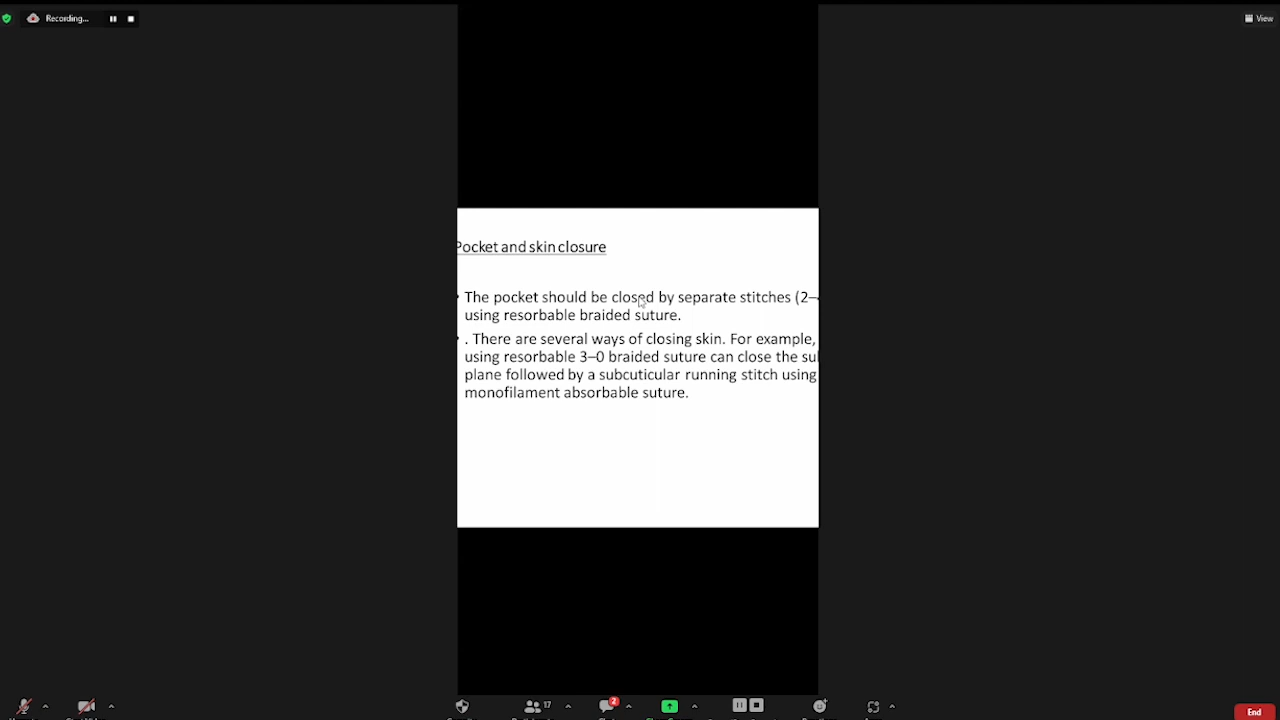 Recording...
View
Pocket and skin closure
• The pocket should be closed by separate stitches (2–
using resorbable braided suture.
• . There are several ways of closing skin. For example,
using resorbable 3–0 braided suture can close the
plane followed by a subcuticular running stitch using
monofilament absorbable suture.
17
2
End